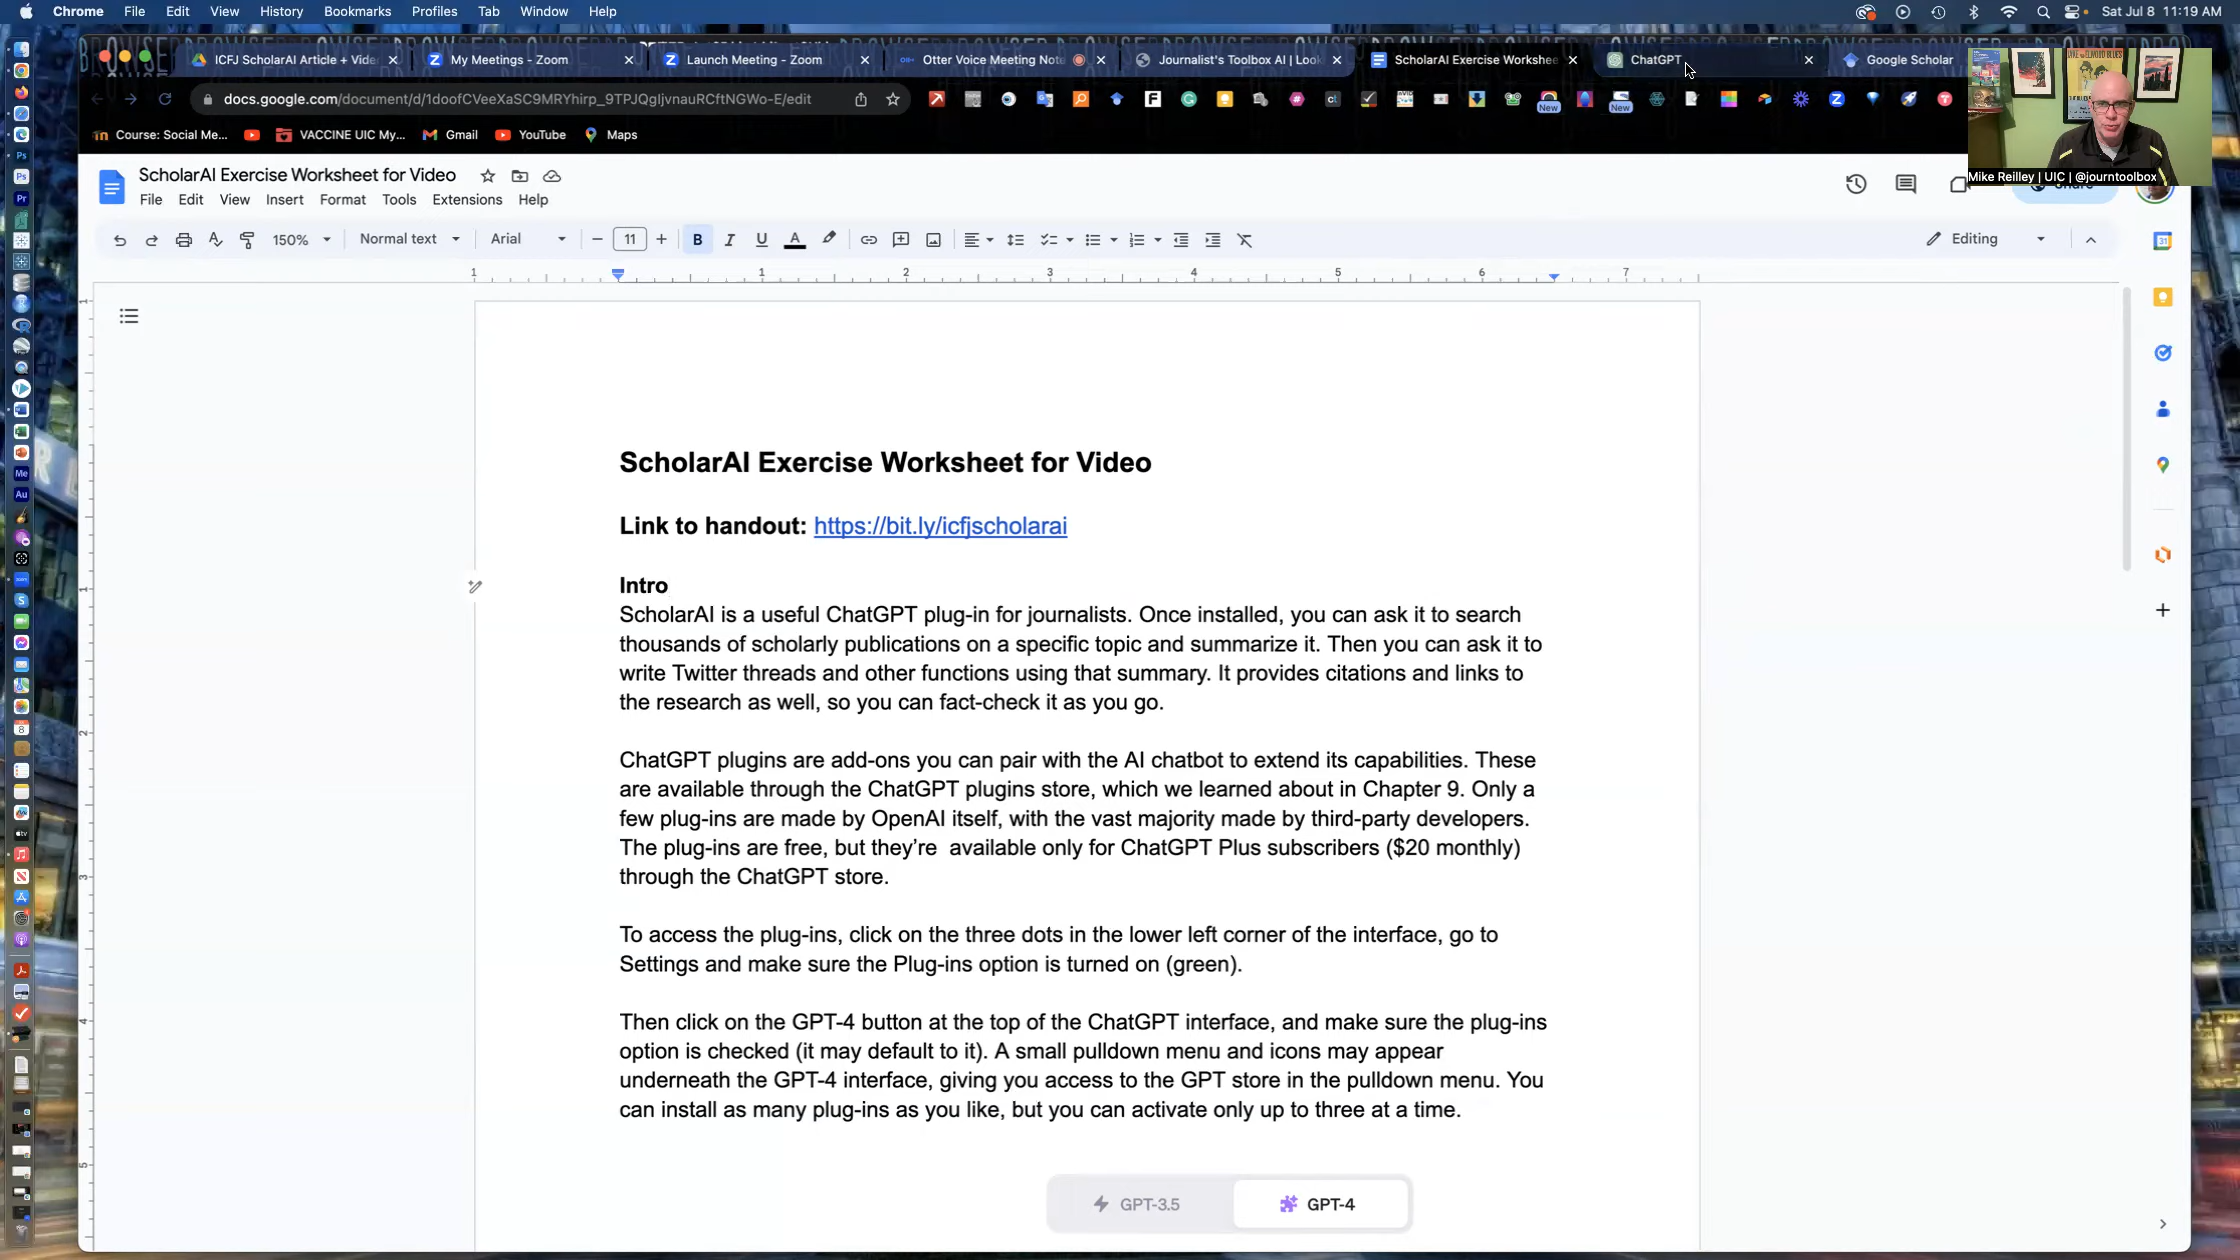 Chrome File Edit View History Bookmarks Profiles Tab Window Help
Sat Jul 8 11:19 AM
ICFJ ScholarAI Article + Vide
My Meetings - Zoom
Launch Meeting - Zoom
Otter Voice Meeting Notes
Journalist's Toolbox AI | Look
ScholarAI Exercise Workshee
ChatGPT
Google Scholar
docs.google.com/document/d/1doofCVeeXaSC9MRYhirp_9TPJQgIjvnauRCftNGWo-E/edit
New
New
Course: Social Me...
VACCINE UIC My...
Gmail
YouTube
Maps
Mike Reilley | UIC | @journtoolbox
ScholarAI Exercise Worksheet for Video
File Edit View Insert Format Tools Extensions Help
Share
150% Normal text Arial 11 B I U A Editing
1 1 2 3 4 5 6 7
ScholarAI Exercise Worksheet for Video
Link to handout: https://bit.ly/icfjscholarai
Intro
ScholarAI is a useful ChatGPT plug-in for journalists. Once installed, you can ask it to search
thousands of scholarly publications on a specific topic and summarize it. Then you can ask it to
write Twitter threads and other functions using that summary. It provides citations and links to
the research as well, so you can fact-check it as you go.
ChatGPT plugins are add-ons you can pair with the AI chatbot to extend its capabilities. These
are available through the ChatGPT plugins store, which we learned about in Chapter 9. Only a
few plug-ins are made by OpenAI itself, with the vast majority made by third-party developers.
The plug-ins are free, but they're  available only for ChatGPT Plus subscribers ($20 monthly)
through the ChatGPT store.
To access the plug-ins, click on the three dots in the lower left corner of the interface, go to
Settings and make sure the Plug-ins option is turned on (green).
Then click on the GPT-4 button at the top of the ChatGPT interface, and make sure the plug-ins
option is checked (it may default to it). A small pulldown menu and icons may appear
underneath the GPT-4 interface, giving you access to the GPT store in the pulldown menu. You
can install as many plug-ins as you like, but you can activate only up to three at a time.
GPT-3.5 GPT-4